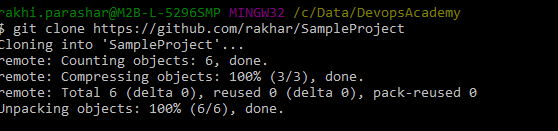 rakhi.parashar@M2B-L-5296SMP MINGW32 /c/Data/DevopsAcademy
$ git clone https://github.com/rakhar/SampleProject
Cloning into 'SampleProject'...
remote: Counting objects: 6, done.
remote: Compressing objects: 100% (3/3), done.
remote: Total 6 (delta 0), reused 0 (delta 0), pack-reused 0
Unpacking objects: 100% (6/6), done.